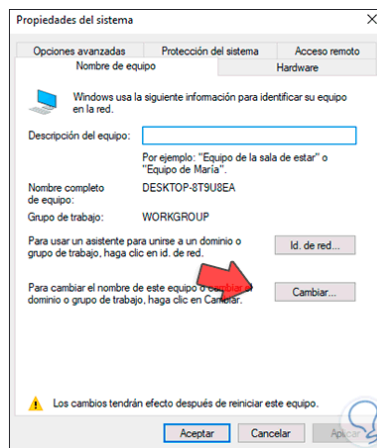 Propiedades del sistema
Opciones avanzadas Protección del sistema Acceso remoto
Nombre de equipo Hardware
Windows usa la siguiente información para identificar su equipo
en la red.
Descripción del equipo:
Por ejemplo: "Equipo de la sala de estar" o
"Equipo de María".
Nombre completo
de equipo:
DESKTOP-8T9U8EA
Grupo de trabajo: WORKGROUP
Para usar un asistente para unirse a un dominio o
grupo de trabajo, haga clic en id. de red.
Id. de red...
Para cambiar el nombre de este equipo o cambiar el
dominio o grupo de trabajo, haga clic en Cambiar.
Cambiar...
Los cambios tendrán efecto después de reiniciar este equipo.
Aceptar Cancelar Aplicar